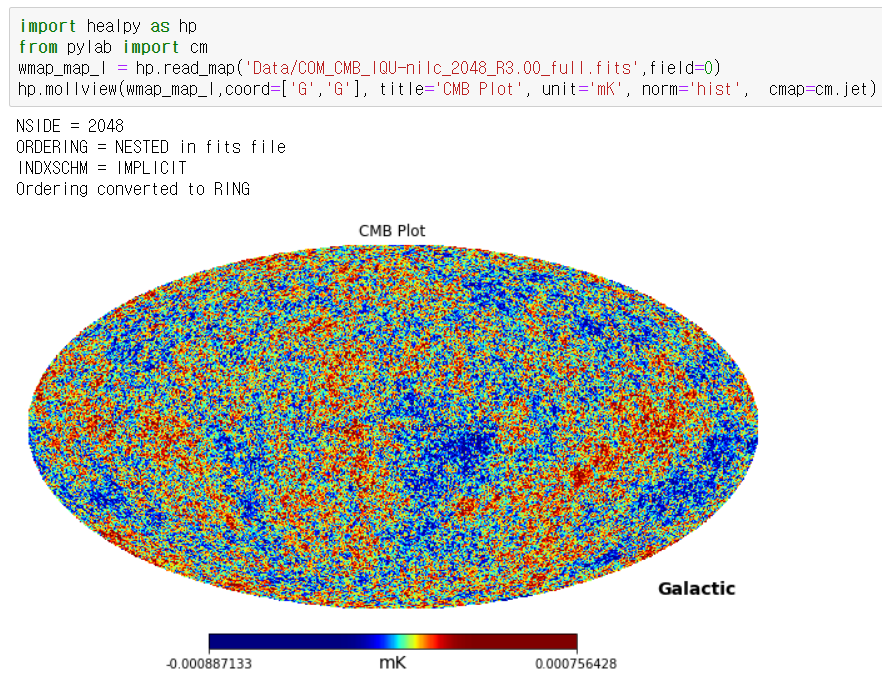 import healpy as hp
from pylab import cm
wmap_map_I = hp.read_map('Data/COM_CMB_IQU-nilc_2048_R3.00_full.fits',field=0)
hp.mollview(wmap_map_I,coord=['G','G'], title='CMB Plot', unit='mK', norm='hist',  cmap=cm.jet)
NSIDE = 2048
ORDERING = NESTED in fits file
INDXSCHM = IMPLICIT
Ordering converted to RING
CMB Plot
Galactic
-0.000887133 mK 0.000756428